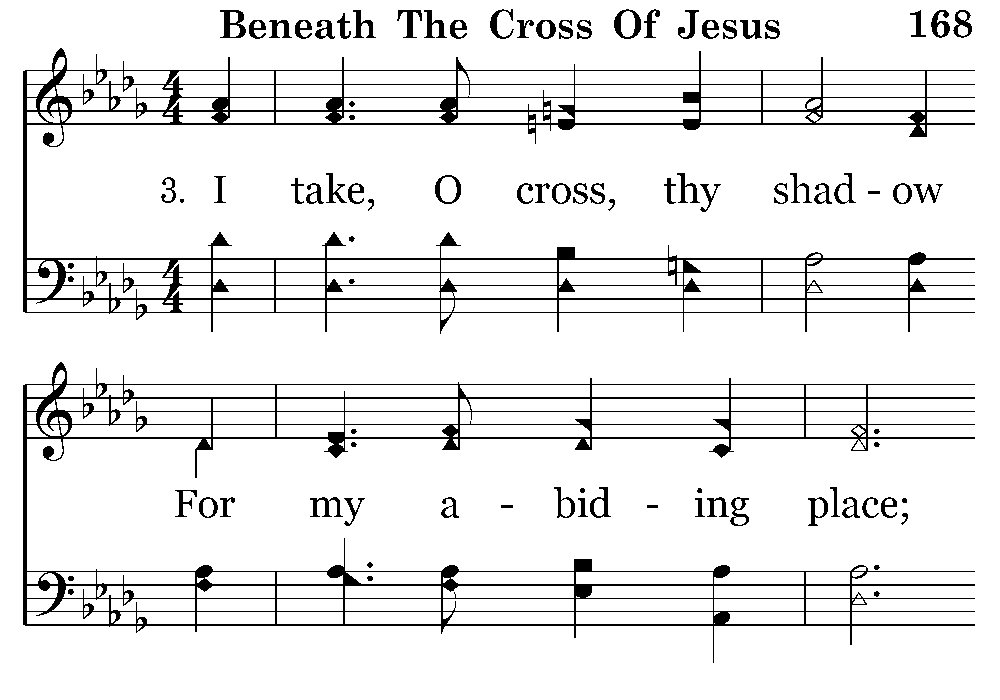 Beneath The Cross Of Jesus 168
3. I take, O cross, thy shad - ow
For my a - bid - ing place;